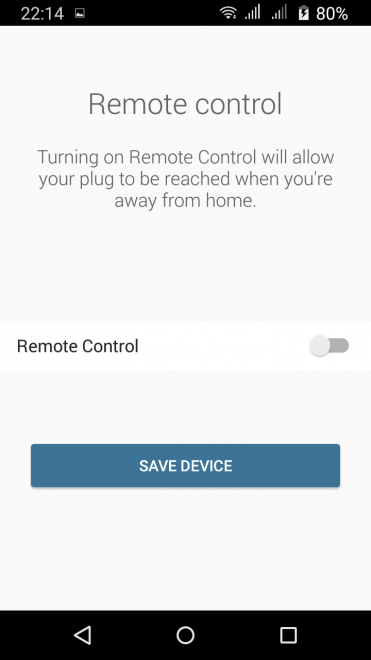 22:14 80%
Remote control
Turning on Remote Control will allow
your plug to be reached when you're
away from home.
Remote Control
SAVE DEVICE